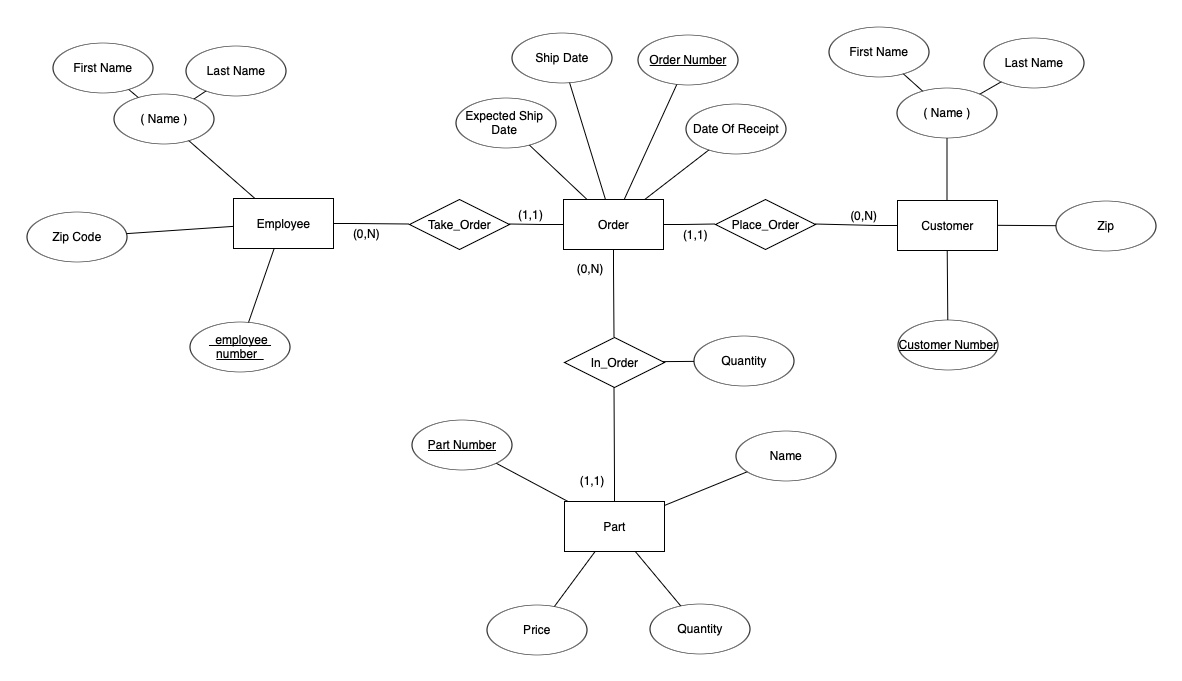 First Name
Last Name
( Name )
Ship Date
Order Number
Expected Ship
Date
Date Of Receipt
First Name
Last Name
( Name )
Zip Code
Employee
(0,N)
Take_Order
(1,1)
Order
(1,1)
Place_Order
(0,N)
Customer
Zip
(0,N)
employee
number
In_Order
Quantity
Customer Number
Part Number
Name
(1,1)
Part
Price
Quantity